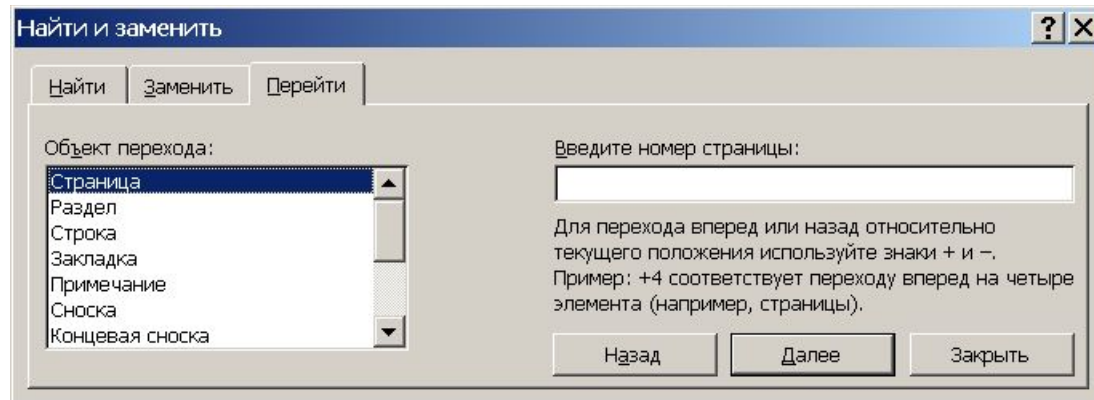 Найти и заменить
Найти
Заменить
Перейти
Объект перехода:
Страница
Раздел
Строка
Закладка
Примечание
Сноска
Концевая сноска
Введите номер страницы:
Для перехода вперед или назад относительно
текущего положения используйте знаки + и –.
Пример: +4 соответствует переходу вперед на четыре
элемента (например, страницы).
Назад
Далее
Закрыть